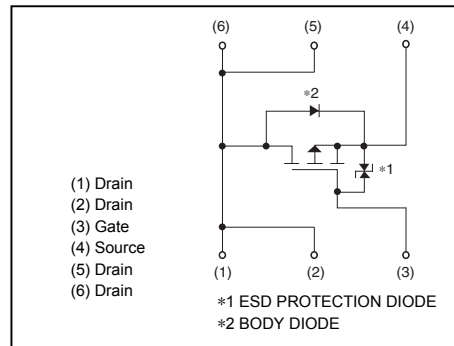 (6) (5) (4)
*2
*1
(1) Drain
(2) Drain
(3) Gate
(4) Source
(5) Drain
(6) Drain
(1) (2) (3)
*1 ESD PROTECTION DIODE
*2 BODY DIODE